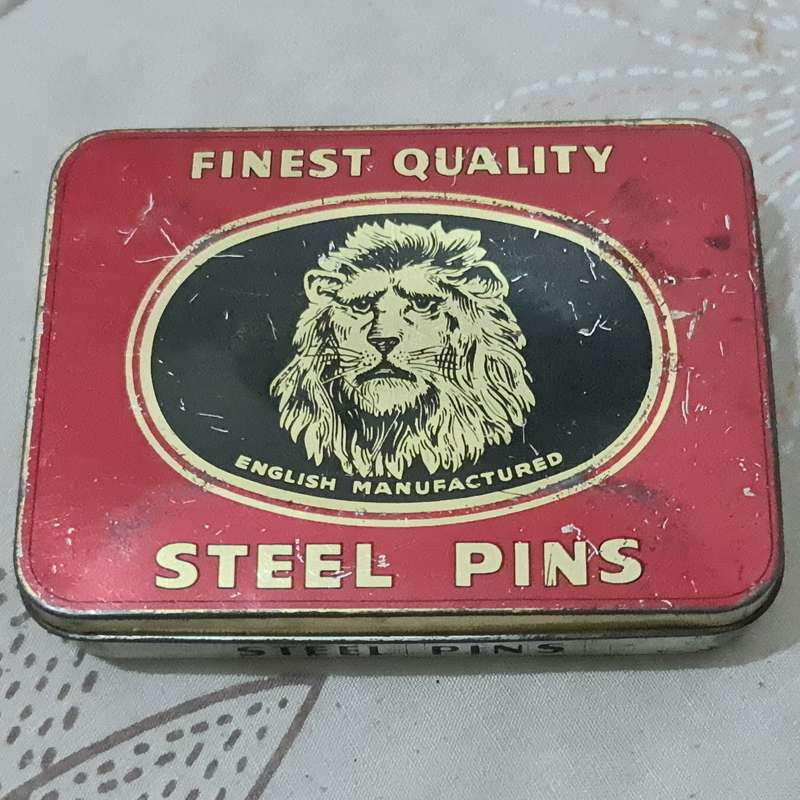 FINEST QUALITY
ENGLISH MANUFACTURED
STEEL PINS
STEEL PINS